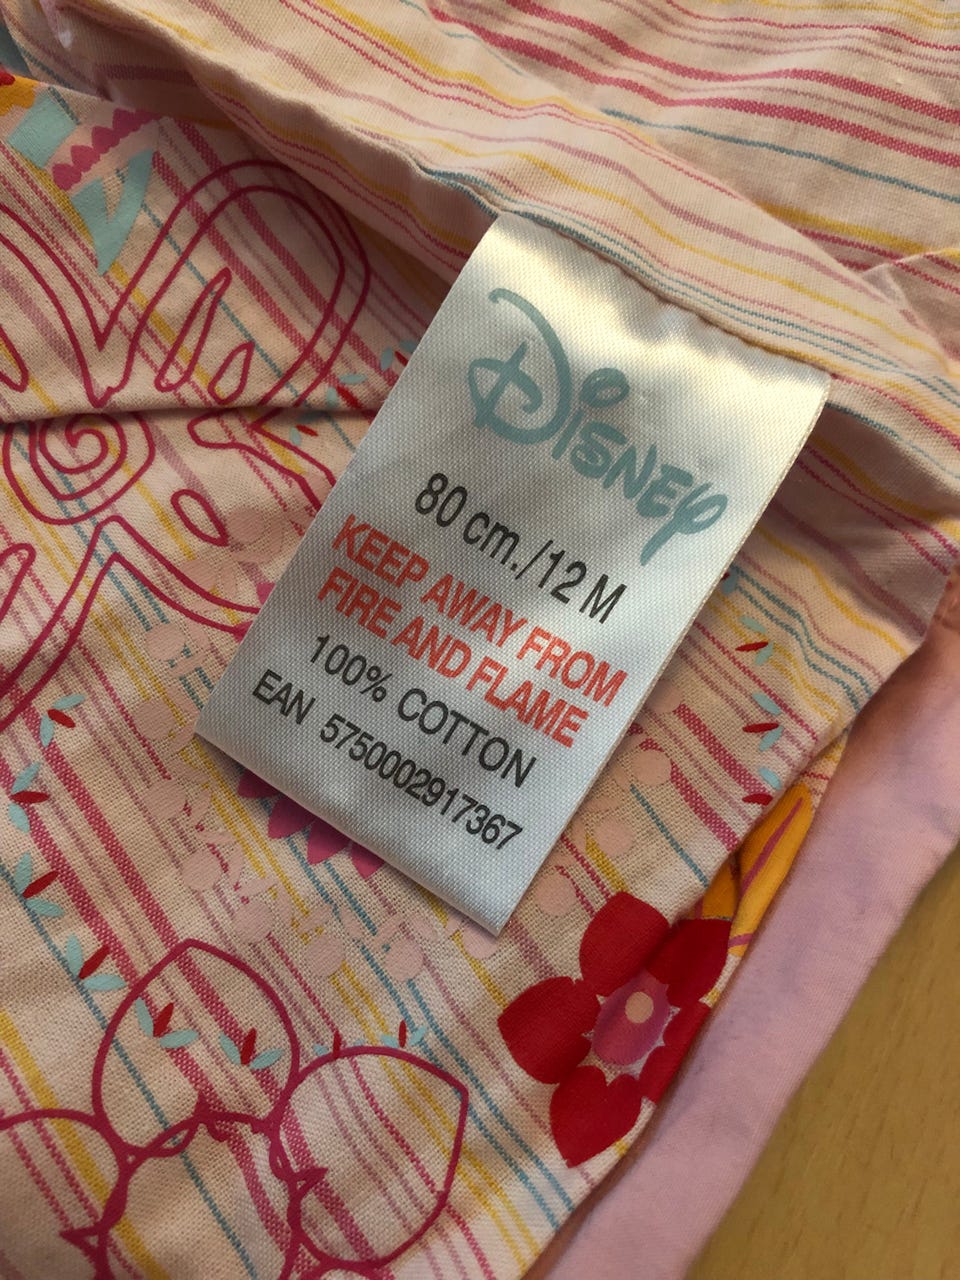 Disney
80 cm./12 M
KEEP AWAY FROM
FIRE AND FLAME
100% COTTON
EAN 5750002917367